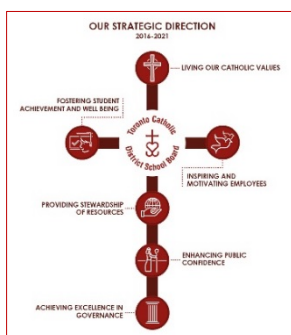 OUR STRATEGIC DIRECTION
2016-2021
LIVING OUR CATHOLIC VALUES
FOSTERING STUDENT
ACHIEVEMENT AND WELL BEING
Toronto Catholic
District School Board
INSPIRING AND
MOTIVATING EMPLOYEES
PROVIDING STEWARDSHIP
OF RESOURCES
ENHANCING PUBLIC
CONFIDENCE
ACHIEVING EXCELLENCE IN
GOVERNANCE